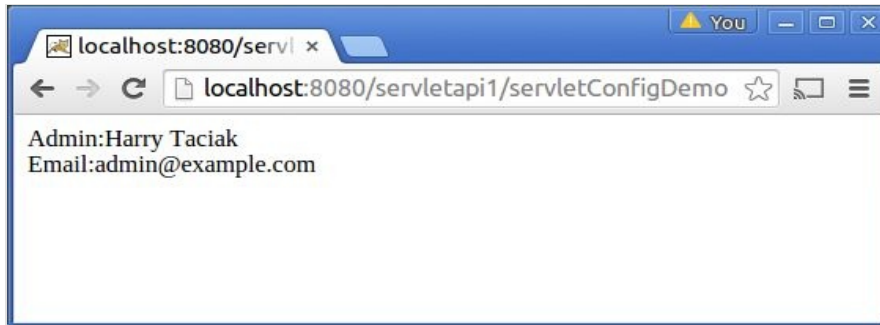 You
localhost:8080/servl
localhost:8080/servletapi1/servletConfigDemo
Admin:Harry Taciak
Email:admin@example.com